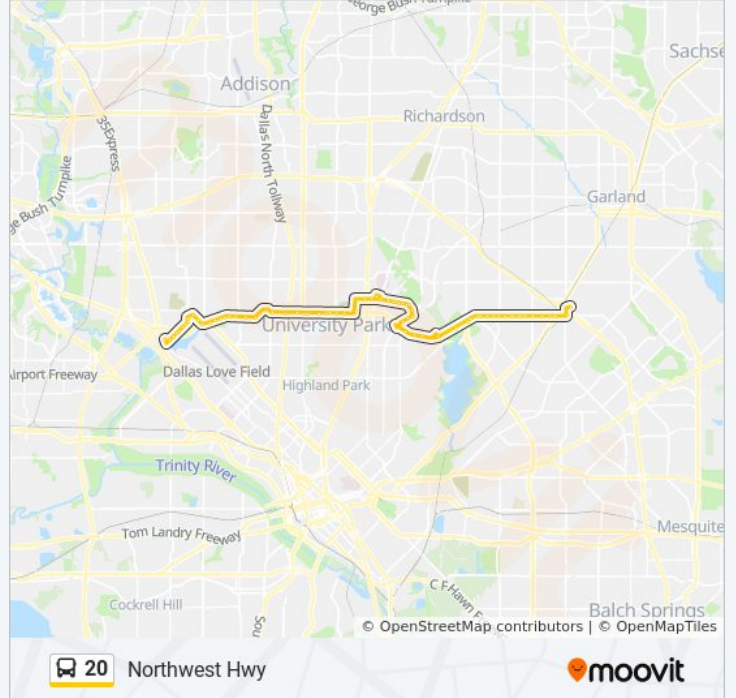 George Bush Turnpike
Sachse
Addison
Richardson
35Express
Dallas North Tollway
ge Bush Turnpike
Garland
University Park
Airport Freeway
Dallas Love Field
Highland Park
Trinity River
Tom Landry Freeway
Mesquite
C F Hawn F
Cockrell Hill
Sou
Balch Springs
© OpenStreetMap contributors | © OpenMapTiles
20 Northwest Hwy
moovit